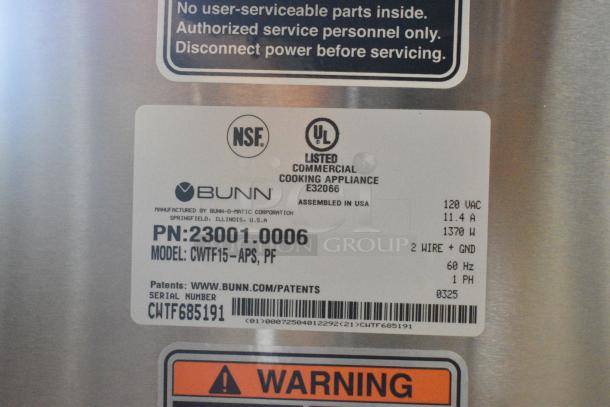 No user-serviceable parts inside.
Authorized service personnel only.
Disconnect power before servicing.
NSF
UL
LISTED
COMMERCIAL
COOKING APPLIANCE
E32066
ASSEMBLED IN USA
BUNN
MANUFACTURED BY BUNN-O-MATIC CORPORATION
SPRINGFIELD, ILLINOIS, U.S.A
120 VAC
11.4 A
1370 W
2 WIRE + GND
60 Hz
1 PH
0325
PN:23001.0006
MODEL: CWTF15-APS, PF
Patents: WWW.BUNN.COM/PATENTS
SERIAL NUMBER
CWTF685191
(01)00072504012292(21)CWTF685191
GROUP
WARNING